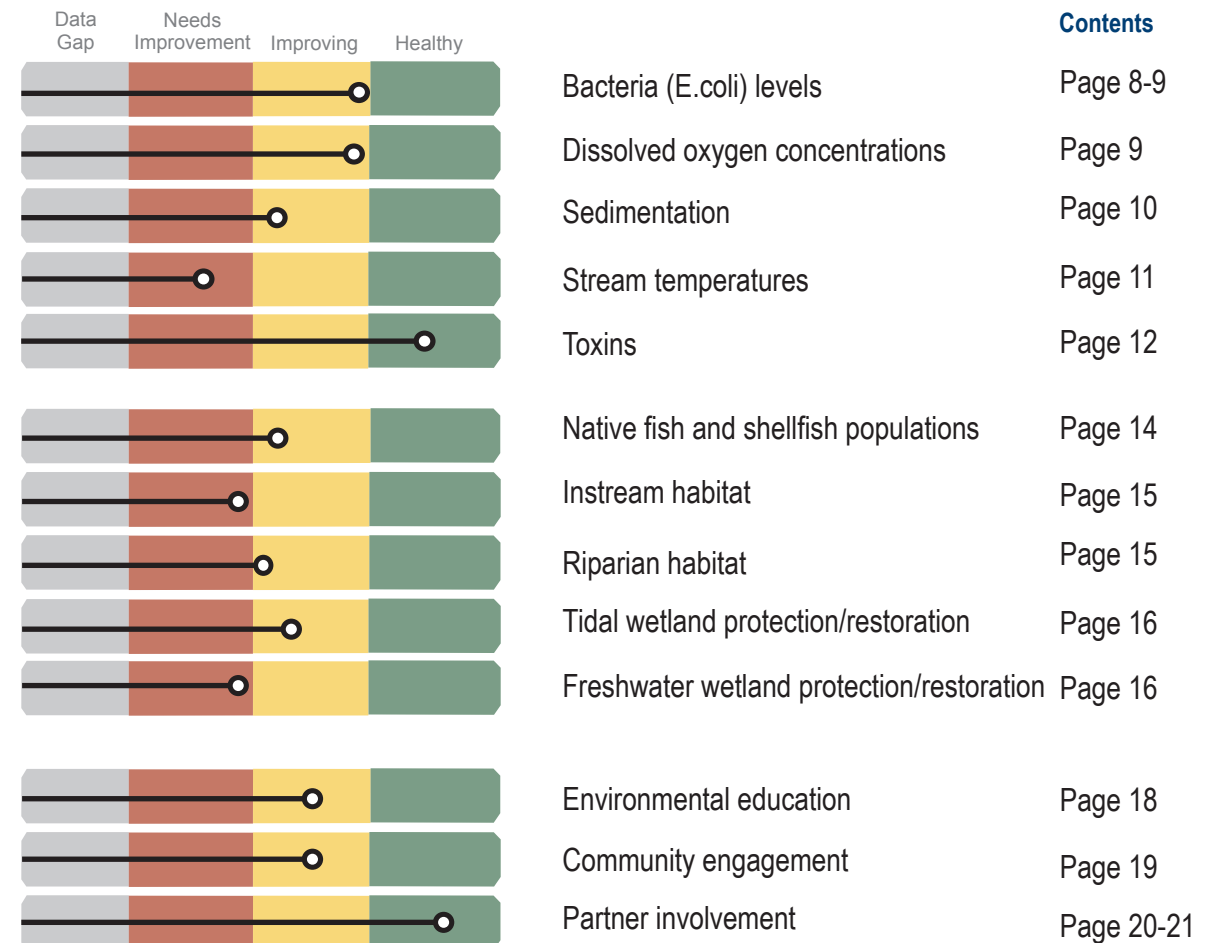 Data Gap
Needs Improvement
Improving
Healthy
Contents
Bacteria (E.coli) levels Page 8-9
Dissolved oxygen concentrations Page 9
Sedimentation Page 10
Stream temperatures Page 11
Toxins Page 12
Native fish and shellfish populations Page 14
Instream habitat Page 15
Riparian habitat Page 15
Tidal wetland protection/restoration Page 16
Freshwater wetland protection/restoration Page 16
Environmental education Page 18
Community engagement Page 19
Partner involvement Page 20-21